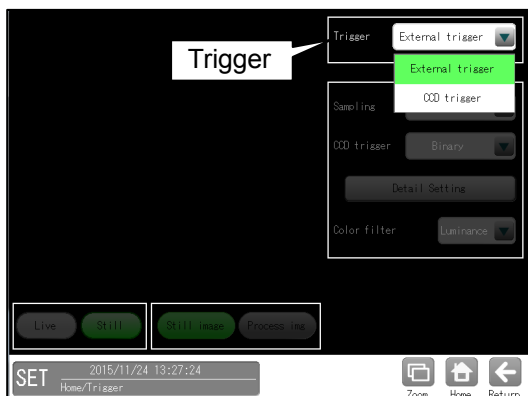 Trigger
Trigger External trigger
External trigger
CCD trigger
Sampling
CCD trigger Binary
Detail Setting
Color filter Luminance
Live Still Still image Process img
SET 2015/11/24 13:27:24
Home/Trigger
Zoom Home Return